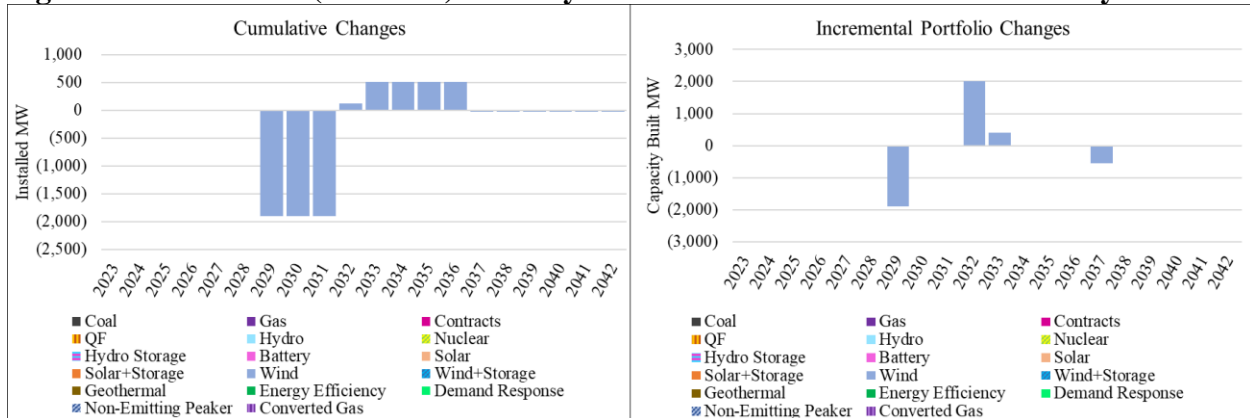 Cumulative Changes
1,000
500
0
(500)
(1,000)
(1,500)
(2,000)
(2,500)
Installed MW
2023 2024 2025 2026 2027 2028 2029 2030 2031 2032 2033 2034 2035 2036 2037 2038 2039 2040 2041 2042
Coal Gas Contracts
QF Hydro Nuclear
Hydro Storage Battery Solar
Solar+Storage Wind Wind+Storage
Geothermal Energy Efficiency Demand Response
Non-Emitting Peaker Converted Gas
Incremental Portfolio Changes
3,000
2,000
1,000
0
(1,000)
(2,000)
(3,000)
Capacity Built MW
2023 2024 2025 2026 2027 2028 2029 2030 2031 2032 2033 2034 2035 2036 2037 2038 2039 2040 2041 2042
Coal Gas Contracts
QF Hydro Nuclear
Hydro Storage Battery Solar
Solar+Storage Wind Wind+Storage
Geothermal Energy Efficiency Demand Response
Non-Emitting Peaker Converted Gas